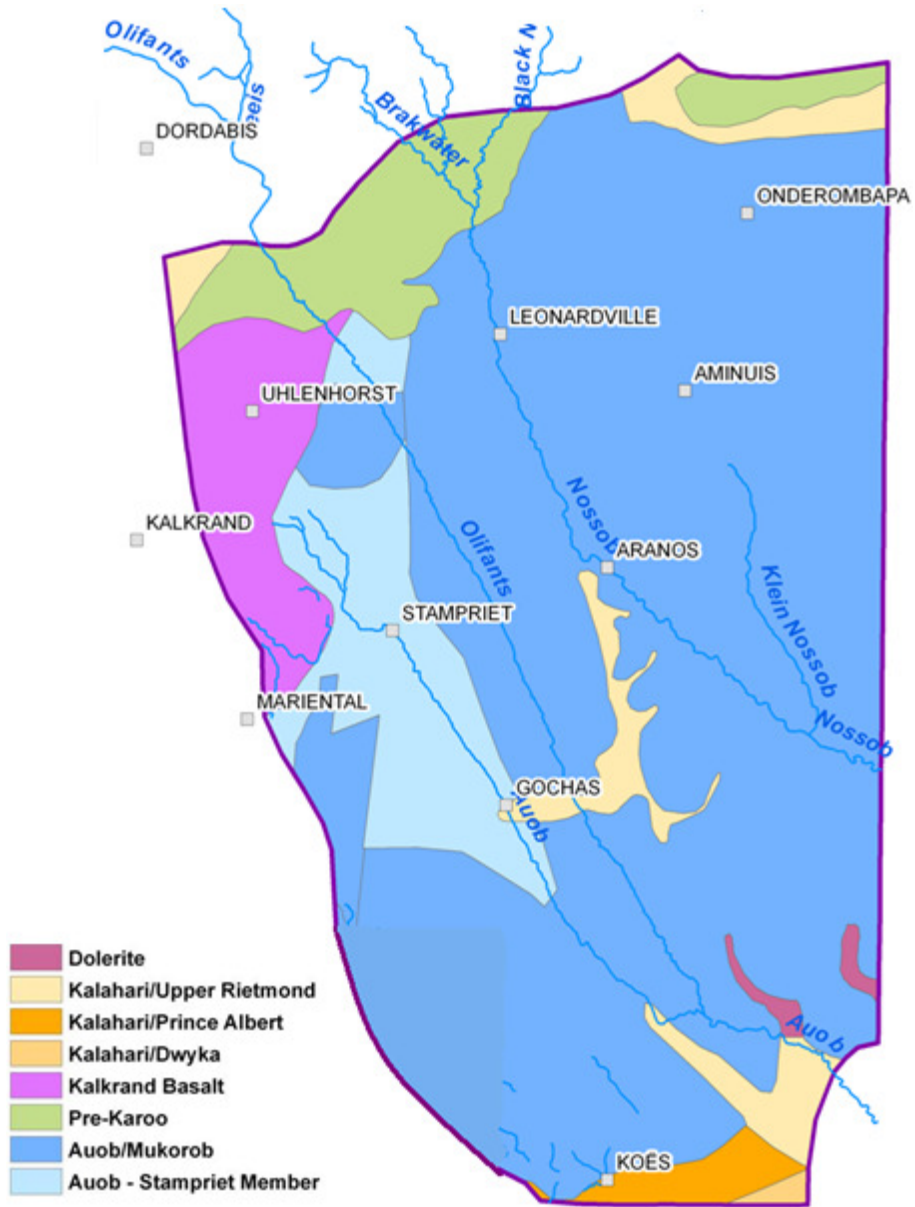 Olifants
Seeis
Black N
DORDABIS
Brakwater
ONDEROMBAPA
LEONARDVILLE
AMINUIS
UHLENHORST
KALKRAND
Nossob
Olifants
ARANOS
Klein Nossob
STAMPRIET
MARIENTAL
Nossob
GOCHAS
Auob
Auob
KOËS
Dolerite
Kalahari/Upper Rietmond
Kalahari/Prince Albert
Kalahari/Dwyka
Kalkrand Basalt
Pre-Karoo
Auob/Mukorob
Auob - Stampriet Member